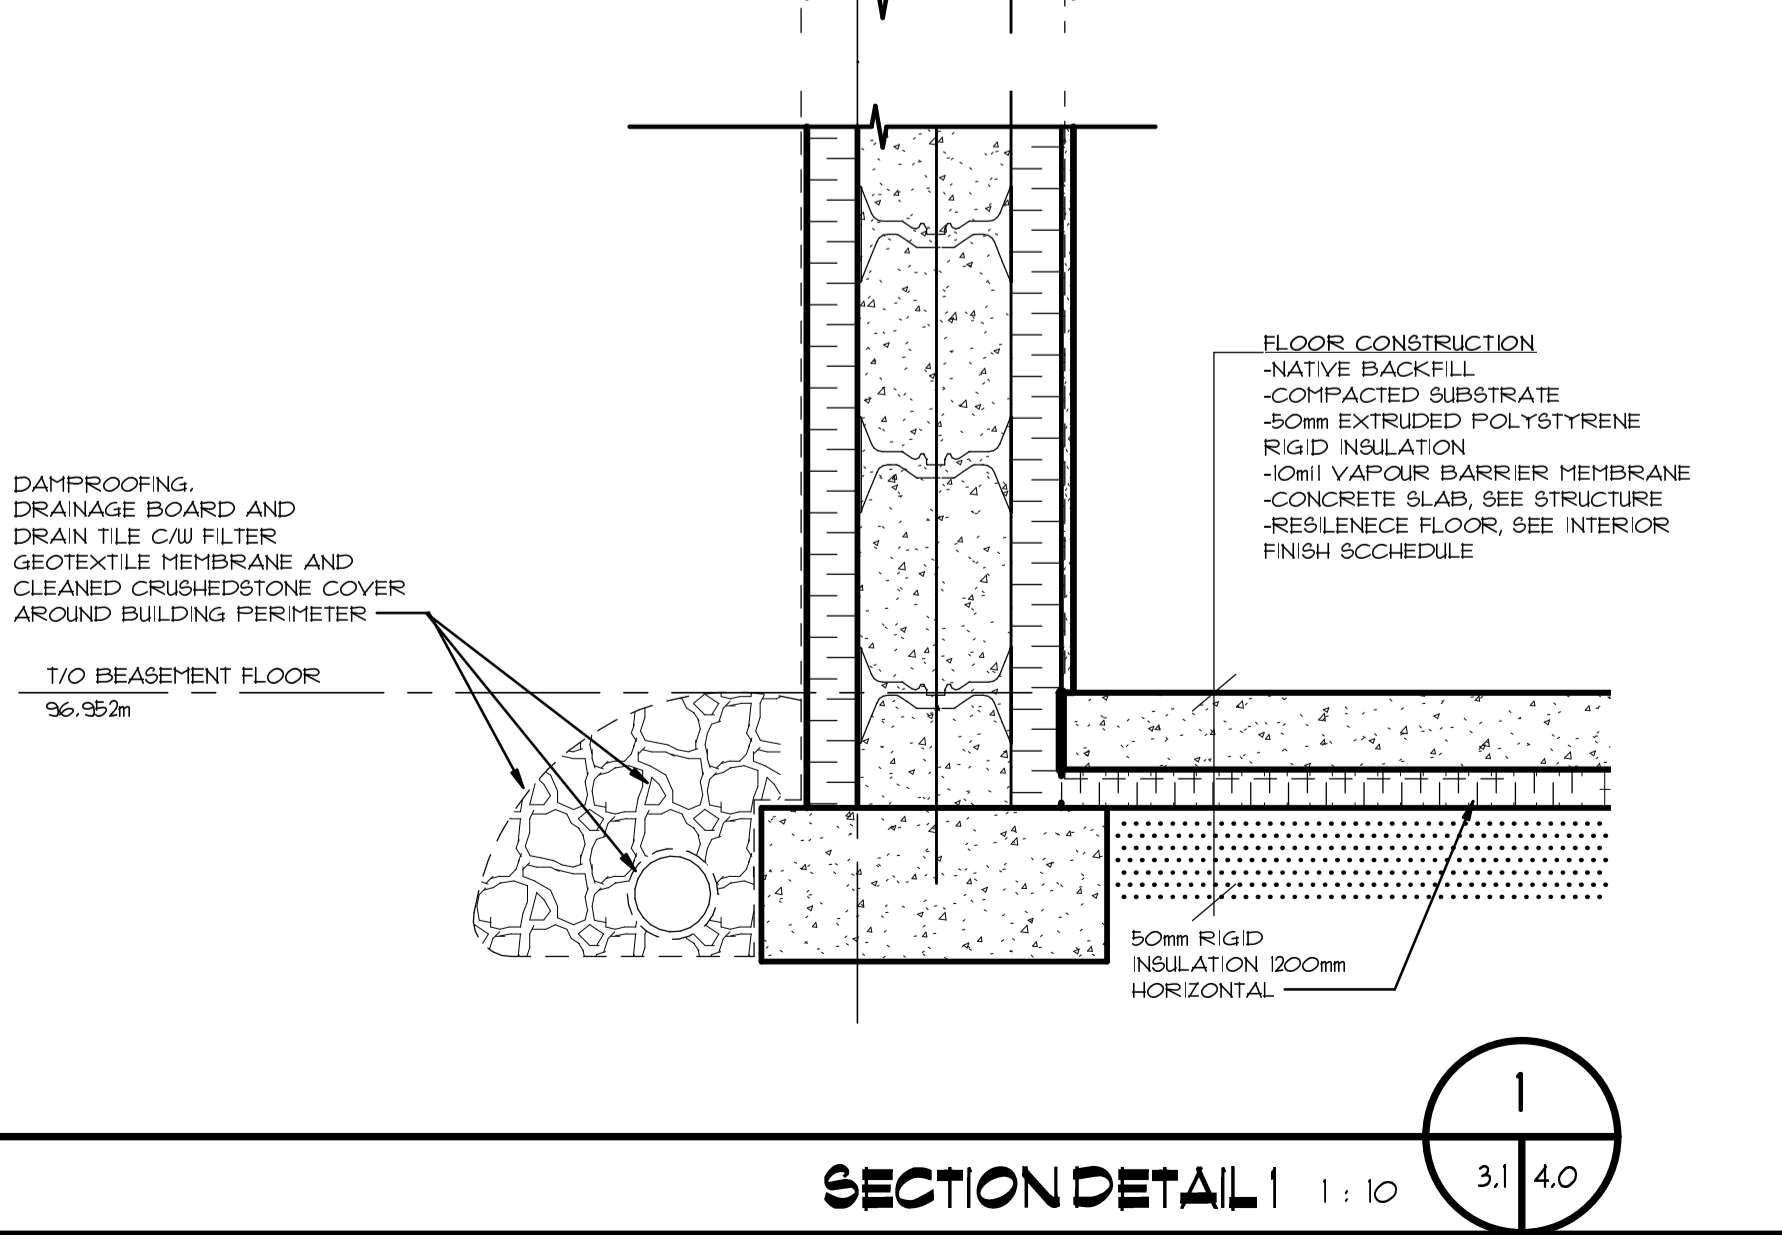 FLOOR CONSTRUCTION
-NATIVE BACKFILL
-COMPACTED SUBSTRATE
-50mm EXTRUDED POLYSTYRENE
RIGID INSULATION
-10mil VAPOUR BARRIER MEMBRANE
-CONCRETE SLAB, SEE STRUCTURE
-RESILENECE FLOOR, SEE INTERIOR
FINISH SCCHEDULE
DAMPROOFING,
DRAINAGE BOARD AND
DRAIN TILE C/W FILTER
GEOTEXTILE MEMBRANE AND
CLEANED CRUSHEDSTONE COVER
AROUND BUILDING PERIMETER
T/O BEASEMENT FLOOR
96.952m
50mm RIGID
INSULATION 1200mm
HORIZONTAL
SECTION DETAIL 1 1 : 10
1
3.1 4.0